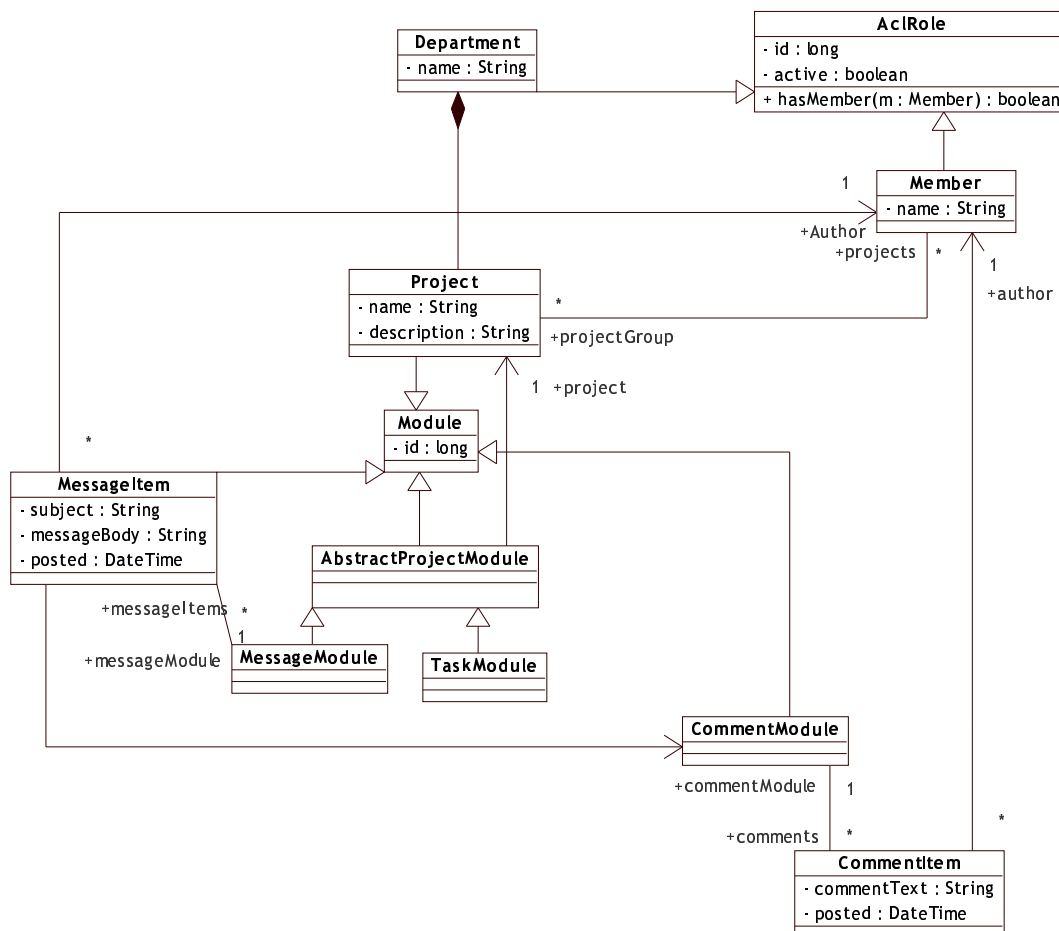 AclRole
- id : long
- active : boolean
+ hasMember(m : Member) : boolean
Department
- name : String
Member
- name : String
1
+Author
+projects
*
1
+author
Project
- name : String
- description : String
*
+projectGroup
1 +project
Module
- id : long
*
MessageItem
- subject : String
- messageBody : String
- posted : DateTime
AbstractProjectModule
+messageItems *
1
+messageModule
MessageModule
TaskModule
CommentModule
+commentModule 1
+comments *
*
CommentItem
- commentText : String
- posted : DateTime